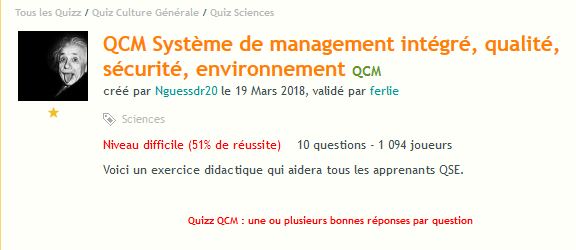 Tous les Quizz / Quiz Culture Générale / Quiz Sciences
QCM Système de management intégré, qualité,
sécurité, environnement QCM
créé par Nguessdr20 le 19 Mars 2018, validé par ferlie
Sciences
Niveau difficile (51% de réussite) 10 questions - 1 094 joueurs
Voici un exercice didactique qui aidera tous les apprenants QSE.
Quizz QCM : une ou plusieurs bonnes réponses par question